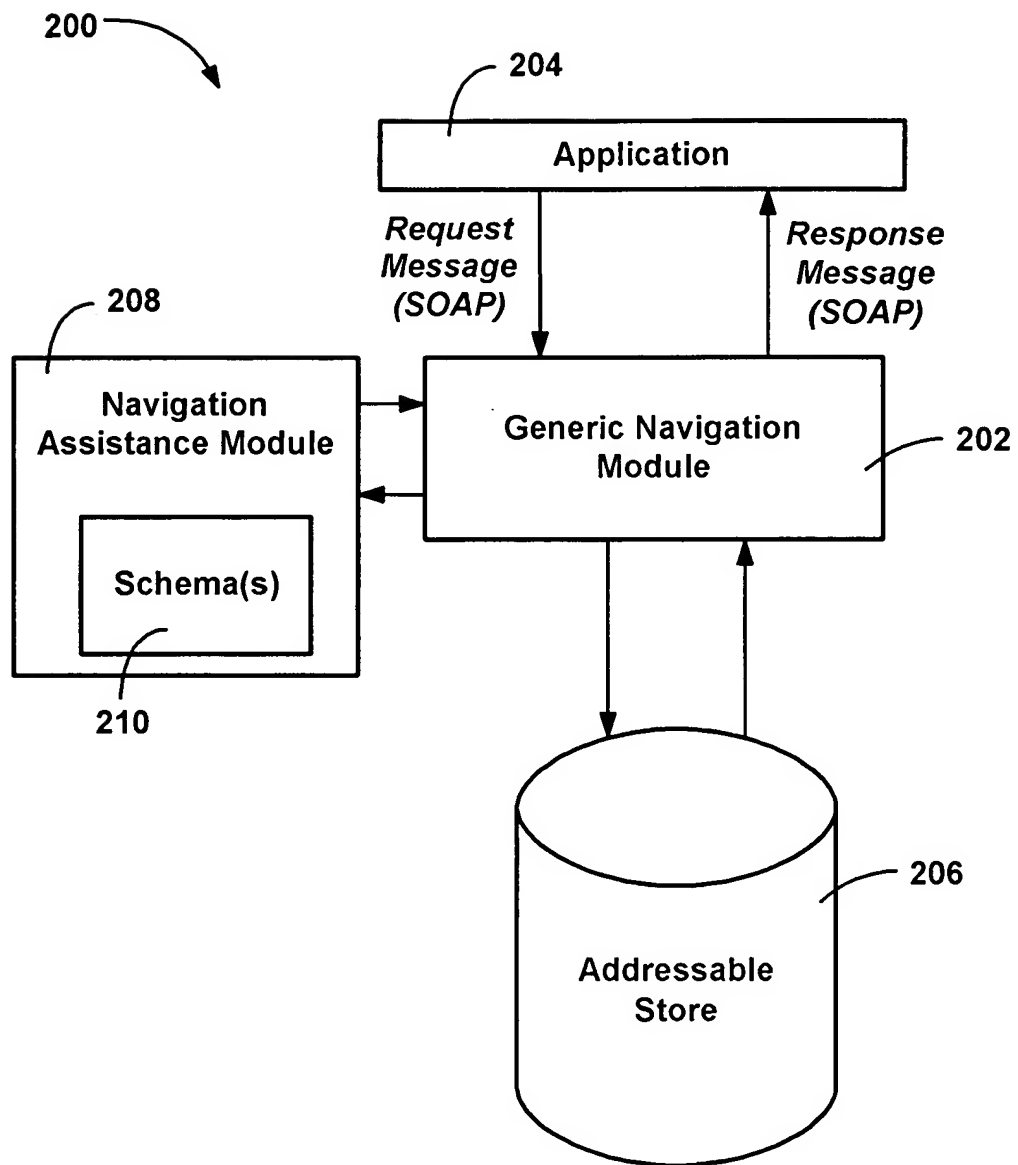 200
204
Application
Request
Message
(SOAP)
Response
Message
(SOAP)
208
Navigation
Assistance Module
Generic Navigation
Module
202
Schema(s)
210
206
Addressable
Store